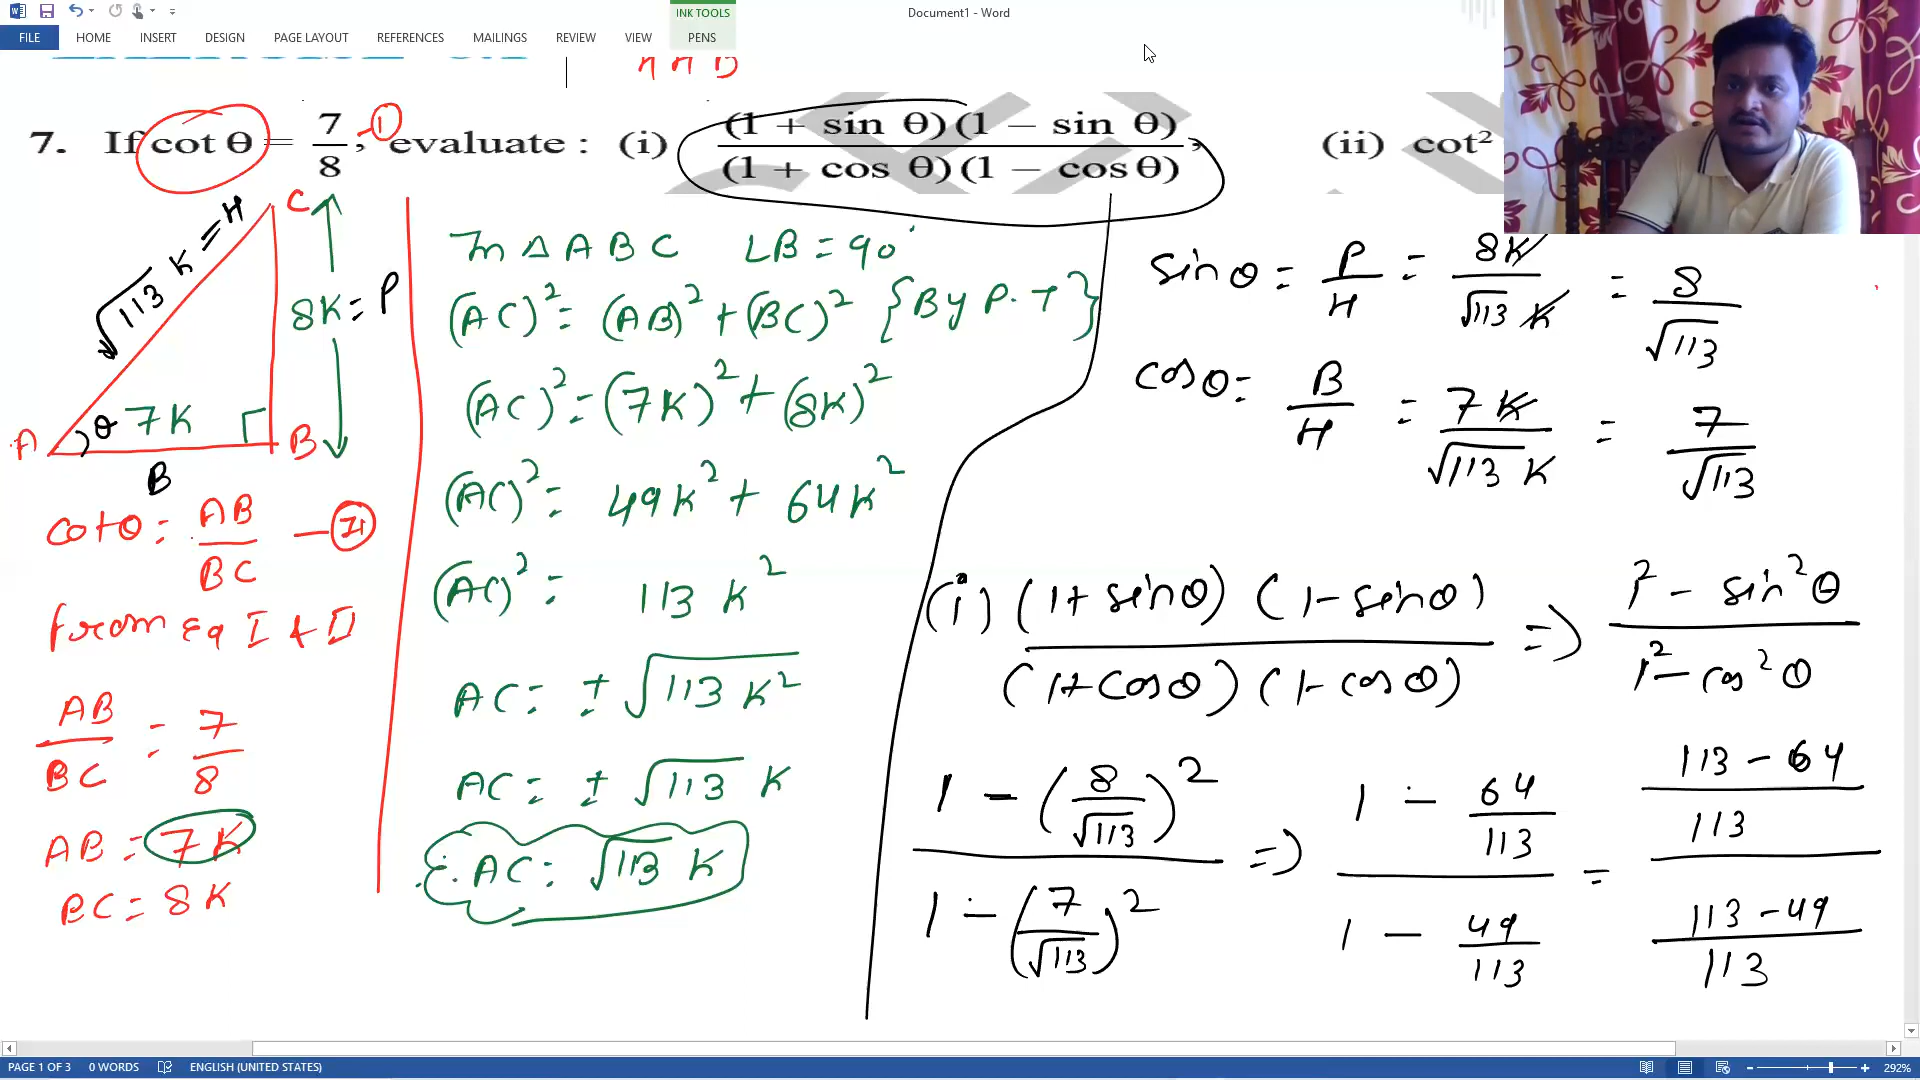 INK TOOLS
Document1 - Word
FILE HOME INSERT DESIGN PAGE LAYOUT REFERENCES MAILINGS REVIEW VIEW PENS
7. If cot θ = 7/8, -① evaluate : (i) (1 + sin θ)(1 − sin θ)/(1 + cos θ)(1 − cos θ), (ii) cot²
C
√113 K = H
8K = P
θ 7K
A B
B
cotθ = AB/BC — II
from Eq I & II
AB/BC = 7/8
AB = 7K
BC = 8K
In △ABC ∠B = 90°
(AC)² = (AB)² + (BC)² {By P.T}
(AC)² = (7K)² + (8K)²
(AC)² = 49K² + 64K²
(AC)² = 113 K²
AC = ± √113 K²
AC = ± √113 K
∴ AC = √113 K
sinθ = P/H = 8K/√113 K = 8/√113
cosθ = B/H = 7K/√113 K = 7/√113
(i) (1+sinθ) (1-sinθ)/(1+cosθ) (1-cosθ) => 1² - sin²θ/1² - cos²θ
1 - (8/√113)²/1 - (7/√113)² => 1 - 64/113/1 - 49/113 = 113-64/113/113-49/113
PAGE 1 OF 3 0 WORDS ENGLISH (UNITED STATES) 292%